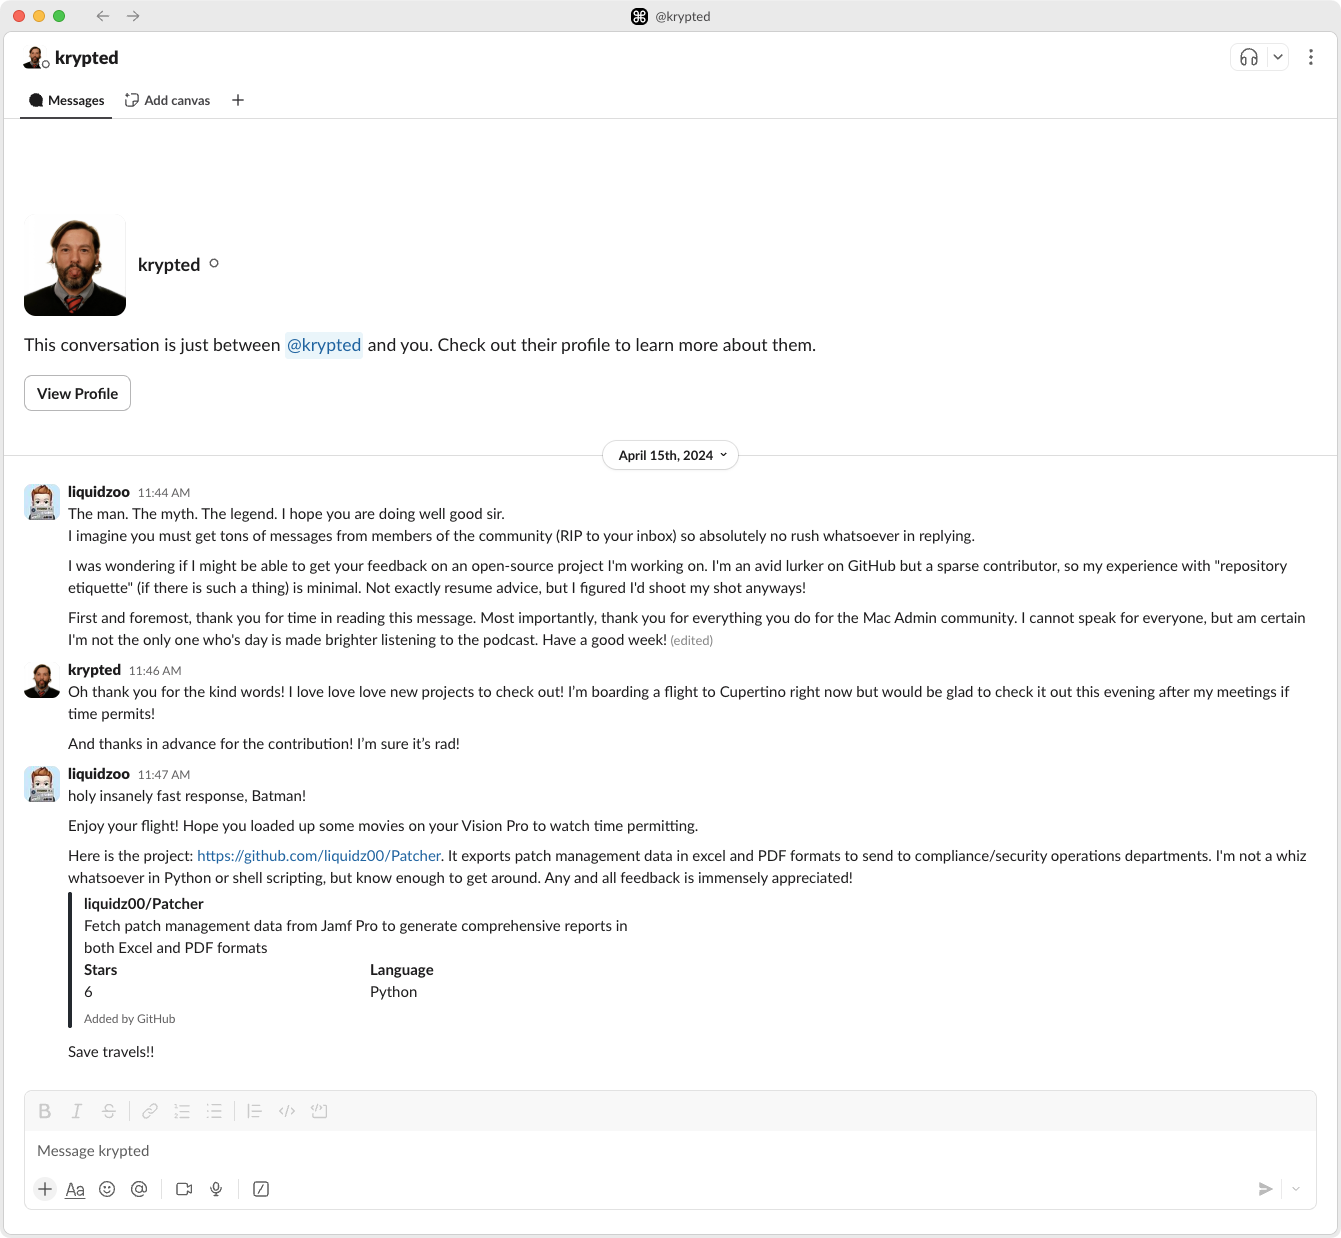 @krypted
krypted
Messages
Add canvas
krypted
This conversation is just between @krypted and you. Check out their profile to learn more about them.
View Profile
April 15th, 2024
liquidzoo 11:44 AM
The man. The myth. The legend. I hope you are doing well good sir.
I imagine you must get tons of messages from members of the community (RIP to your inbox) so absolutely no rush whatsoever in replying.
I was wondering if I might be able to get your feedback on an open-source project I'm working on. I'm an avid lurker on GitHub but a sparse contributor, so my experience with "repository
etiquette" (if there is such a thing) is minimal. Not exactly resume advice, but I figured I'd shoot my shot anyways!
First and foremost, thank you for time in reading this message. Most importantly, thank you for everything you do for the Mac Admin community. I cannot speak for everyone, but am certain
I'm not the only one who's day is made brighter listening to the podcast. Have a good week! (edited)
krypted 11:46 AM
Oh thank you for the kind words! I love love love new projects to check out! I’m boarding a flight to Cupertino right now but would be glad to check it out this evening after my meetings if
time permits!
And thanks in advance for the contribution! I’m sure it’s rad!
liquidzoo 11:47 AM
holy insanely fast response, Batman!
Enjoy your flight! Hope you loaded up some movies on your Vision Pro to watch time permitting.
Here is the project: https://github.com/liquidz00/Patcher. It exports patch management data in excel and PDF formats to send to compliance/security operations departments. I'm not a whiz
whatsoever in Python or shell scripting, but know enough to get around. Any and all feedback is immensely appreciated!
liquidz00/Patcher
Fetch patch management data from Jamf Pro to generate comprehensive reports in
both Excel and PDF formats
Stars Language
6 Python
Added by GitHub
Save travels!!
Message krypted
Aa